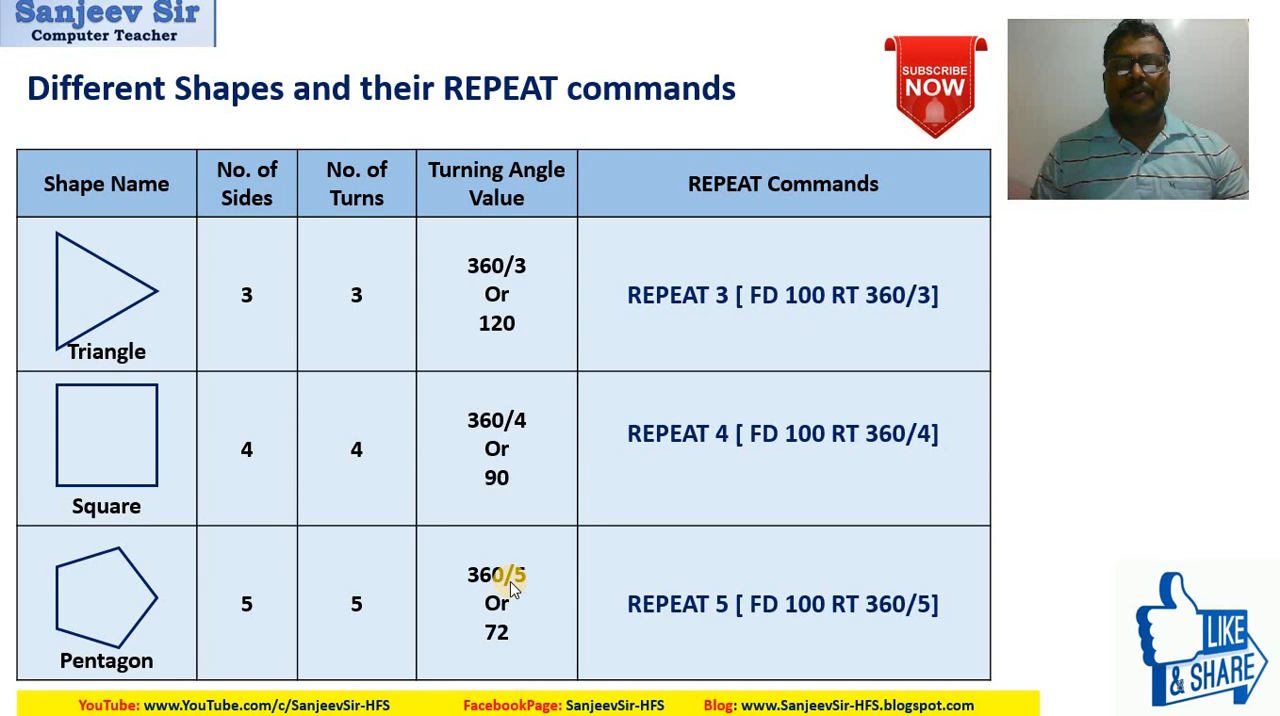 Sanjeev Sir
Computer Teacher
Different Shapes and their REPEAT commands
SUBSCRIBE
NOW
Shape Name
No. of
Sides
No. of
Turns
Turning Angle
Value
REPEAT Commands
Triangle
3
3
360/3
Or
120
REPEAT 3 [ FD 100 RT 360/3]
Square
4
4
360/4
Or
90
REPEAT 4 [ FD 100 RT 360/4]
Pentagon
5
5
360/5
Or
72
REPEAT 5 [ FD 100 RT 360/5]
LIKE
& SHARE
YouTube: www.YouTube.com/c/SanjeevSir-HFS FacebookPage: SanjeevSir-HFS Blog: www.SanjeevSir-HFS.blogspot.com